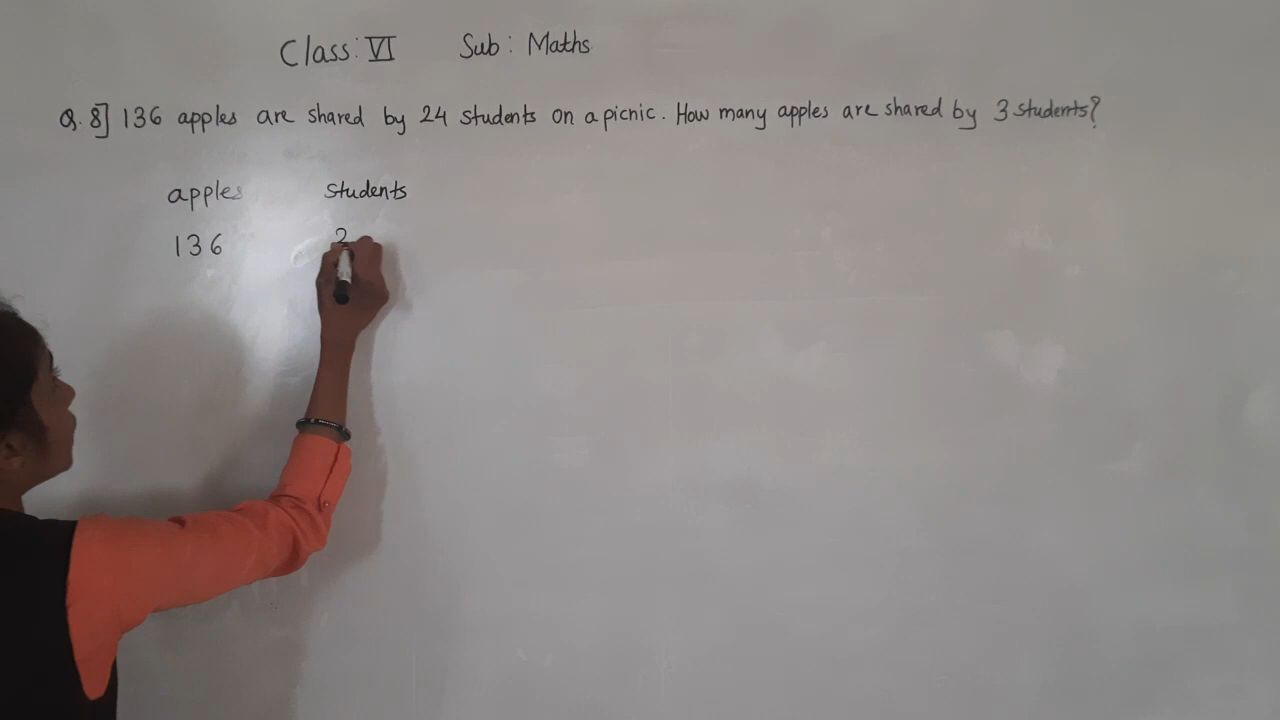 Class: VI Sub: Maths
Q. 8] 136 apples are shared by 24 students on a picnic. How many apples are shared by 3 students?
apples students
136 2